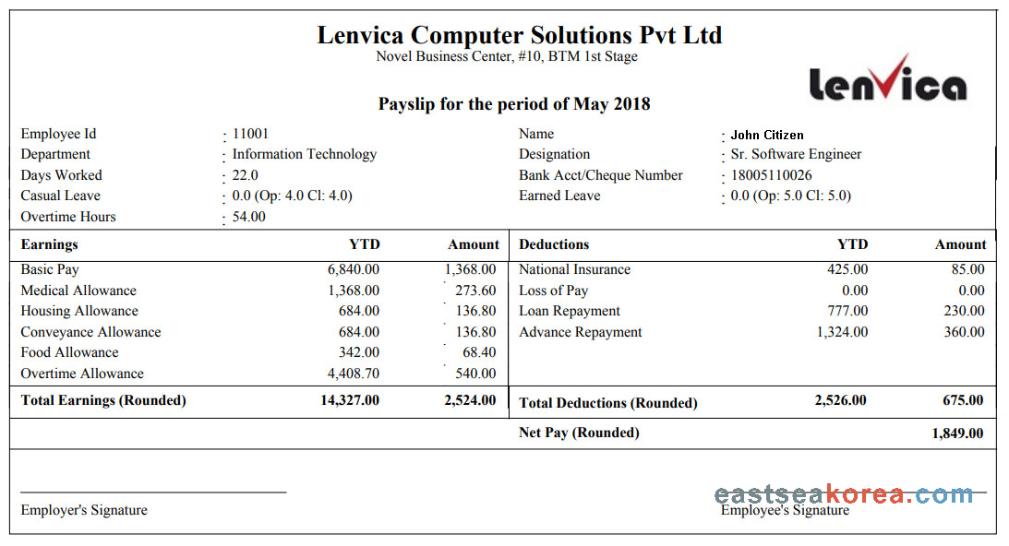 Lenvica Computer Solutions Pvt Ltd
Novel Business Center, #10, BTM 1st Stage
Lenvica
Payslip for the period of May 2018
Employee Id : 11001 Name : John Citizen
Department : Information Technology Designation : Sr. Software Engineer
Days Worked : 22.0 Bank Acct/Cheque Number : 18005110026
Casual Leave : 0.0 (Op: 4.0 Cl: 4.0) Earned Leave : 0.0 (Op: 5.0 Cl: 5.0)
Overtime Hours : 54.00
Earnings YTD Amount Deductions YTD Amount
Basic Pay 6,840.00 1,368.00 National Insurance 425.00 85.00
Medical Allowance 1,368.00 273.60 Loss of Pay 0.00 0.00
Housing Allowance 684.00 136.80 Loan Repayment 777.00 230.00
Conveyance Allowance 684.00 136.80 Advance Repayment 1,324.00 360.00
Food Allowance 342.00 68.40
Overtime Allowance 4,408.70 540.00
Total Earnings (Rounded) 14,327.00 2,524.00 Total Deductions (Rounded) 2,526.00 675.00
Net Pay (Rounded) 1,849.00
eastseakorea.com
Employer's Signature Employee's Signature